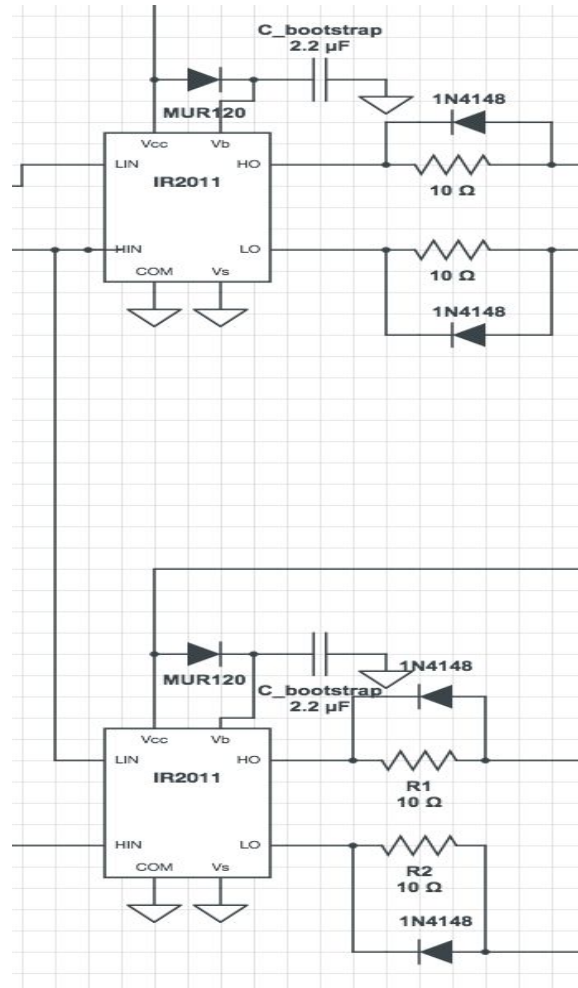 C_bootstrap
2.2 µF
MUR120
1N4148
Vcc
Vb
LIN
HO
10 Ω
IR2011
HIN
LO
10 Ω
COM
Vs
1N4148
MUR120
1N4148
C_bootstrap
2.2 µF
Vcc
Vb
LIN
HO
IR2011
R1
10 Ω
HIN
LO
COM
Vs
R2
10 Ω
1N4148